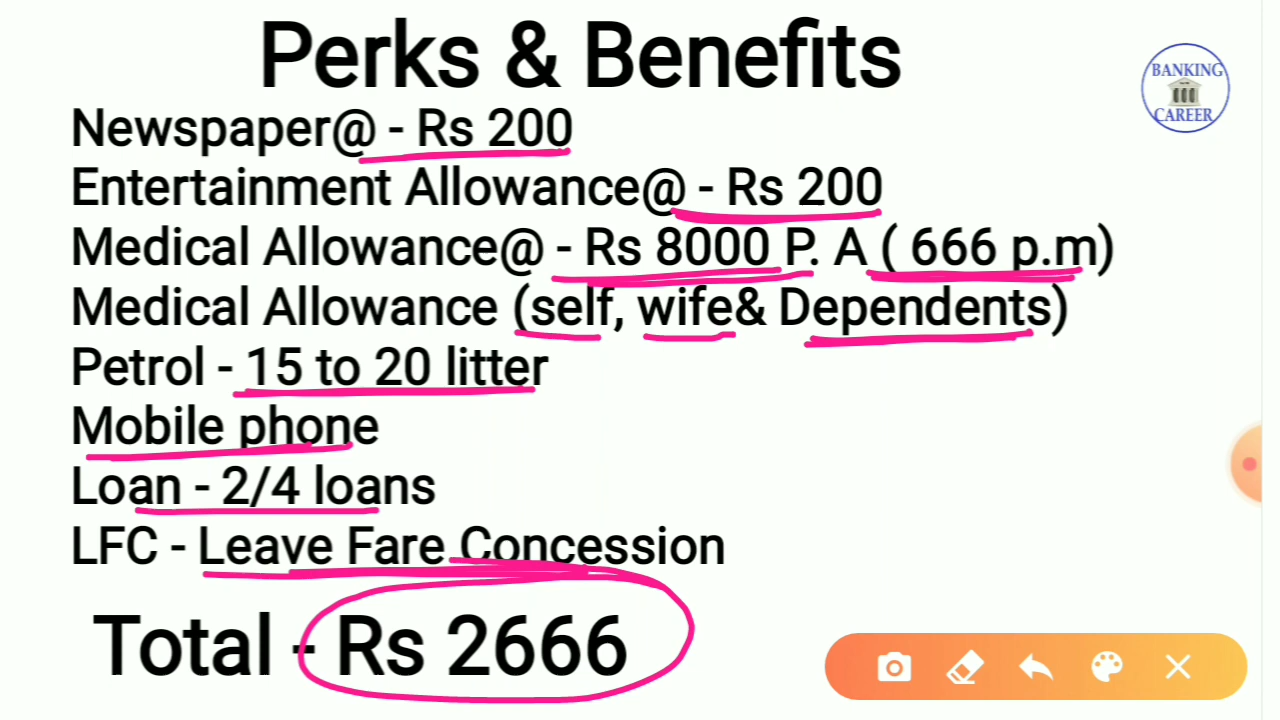 Perks & Benefits
BANKING
CAREER
Newspaper@ - Rs 200
Entertainment Allowance@ - Rs 200
Medical Allowance@ - Rs 8000 P. A ( 666 p.m)
Medical Allowance (self, wife& Dependents)
Petrol - 15 to 20 litter
Mobile phone
Loan - 2/4 loans
LFC - Leave Fare Concession
Total - Rs 2666